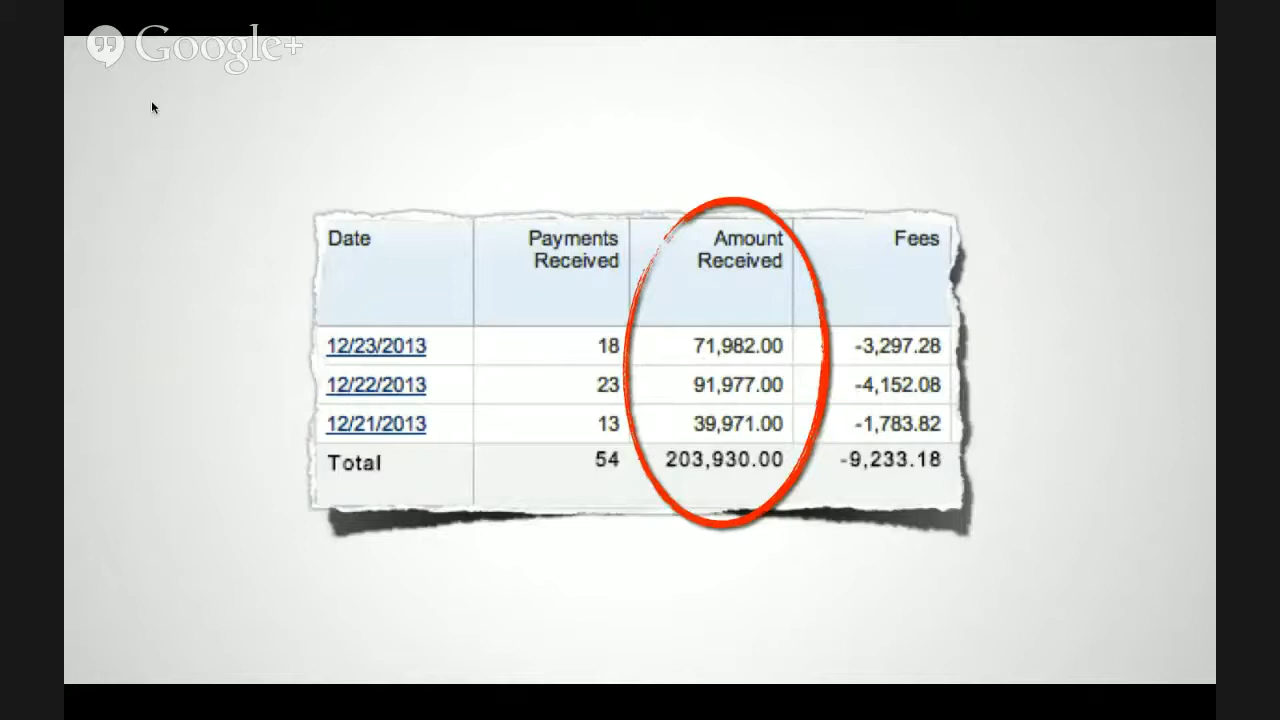 Google+
Date Payments Received Amount Received Fees
12/23/2013 18 71,982.00 -3,297.28
12/22/2013 23 91,977.00 -4,152.08
12/21/2013 13 39,971.00 -1,783.82
Total 54 203,930.00 -9,233.18